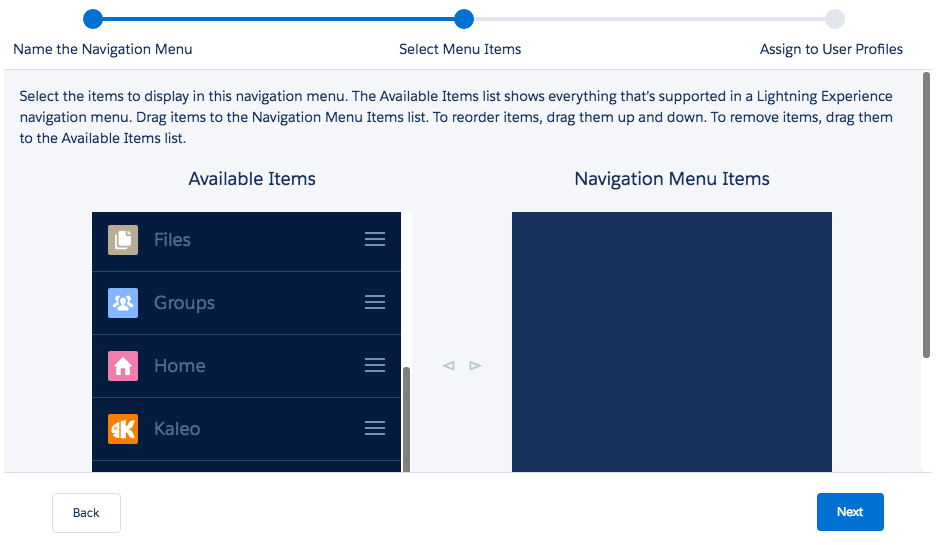 Name the Navigation Menu
Select Menu Items
Assign to User Profiles
Select the items to display in this navigation menu. The Available Items list shows everything that's supported in a Lightning Experience
navigation menu. Drag items to the Navigation Menu Items list. To reorder items, drag them up and down. To remove items, drag them
to the Available Items list.
Available Items
Navigation Menu Items
Files
Groups
Home
K
Kaleo
Back
Next